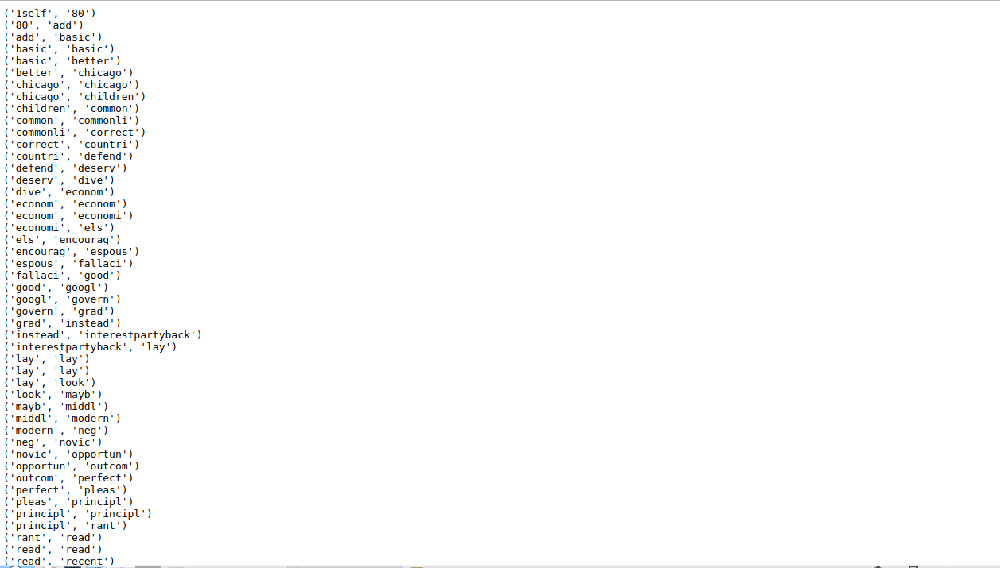 ('1self', '80')
('80', 'add')
('add', 'basic')
('basic', 'basic')
('basic', 'better')
('better', 'chicago')
('chicago', 'chicago')
('chicago', 'children')
('children', 'common')
('common', 'commonli')
('commonli', 'correct')
('correct', 'countri')
('countri', 'defend')
('defend', 'deserv')
('deserv', 'dive')
('dive', 'econom')
('econom', 'econom')
('econom', 'economi')
('economi', 'els')
('els', 'encourag')
('encourag', 'espous')
('espous', 'fallaci')
('fallaci', 'good')
('good', 'googl')
('googl', 'govern')
('govern', 'grad')
('grad', 'instead')
('instead', 'interestpartyback')
('interestpartyback', 'lay')
('lay', 'lay')
('lay', 'lay')
('lay', 'look')
('look', 'mayb')
('mayb', 'middl')
('middl', 'modern')
('modern', 'neg')
('neg', 'novic')
('novic', 'opportun')
('opportun', 'outcom')
('outcom', 'perfect')
('perfect', 'pleas')
('pleas', 'principl')
('principl', 'principl')
('principl', 'rant')
('rant', 'read')
('read', 'read')
('read', 'recent')